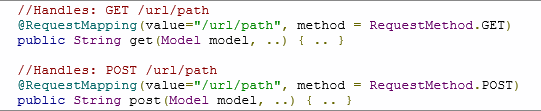 //Handles: GET /url/path
@RequestMapping(value="/url/path", method = RequestMethod.GET)
public String get(Model model, ..) { .. }
//Handles: POST /url/path
@RequestMapping(value="/url/path", method = RequestMethod.POST)
public String post(Model model, ..) { .. }